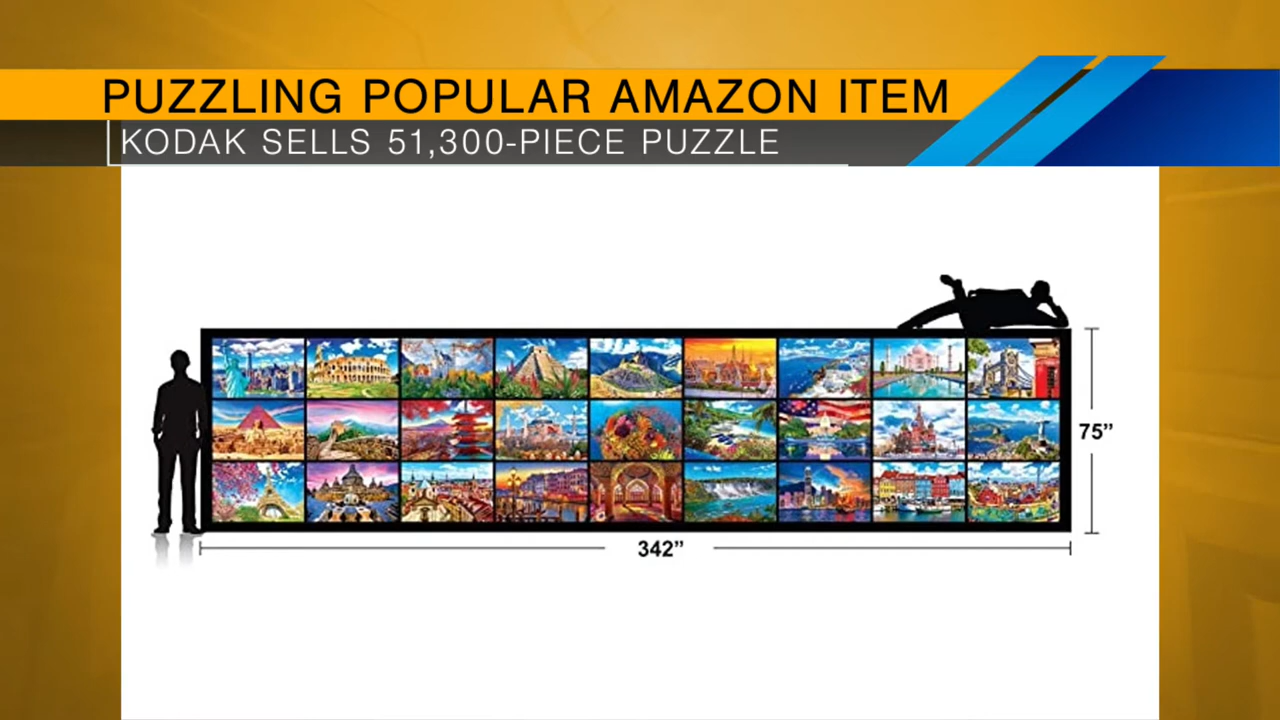 PUZZLING POPULAR AMAZON ITEM
KODAK SELLS 51,300-PIECE PUZZLE
75”
342”